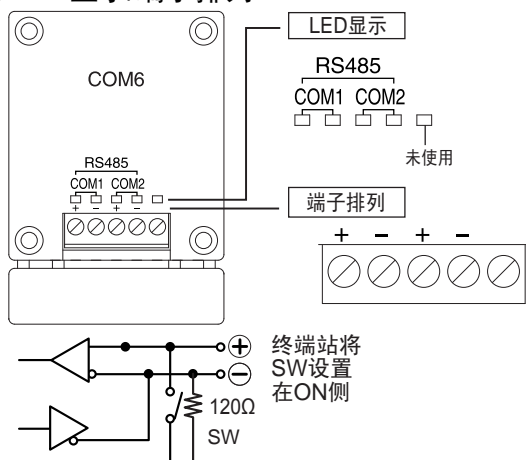 LED显示
COM6
RS485
COM1 COM2
未使用
RS485
COM1 COM2
+ − + −
端子排列
+ − + −
+
−
终端站将
SW设置
在ON侧
120Ω
SW